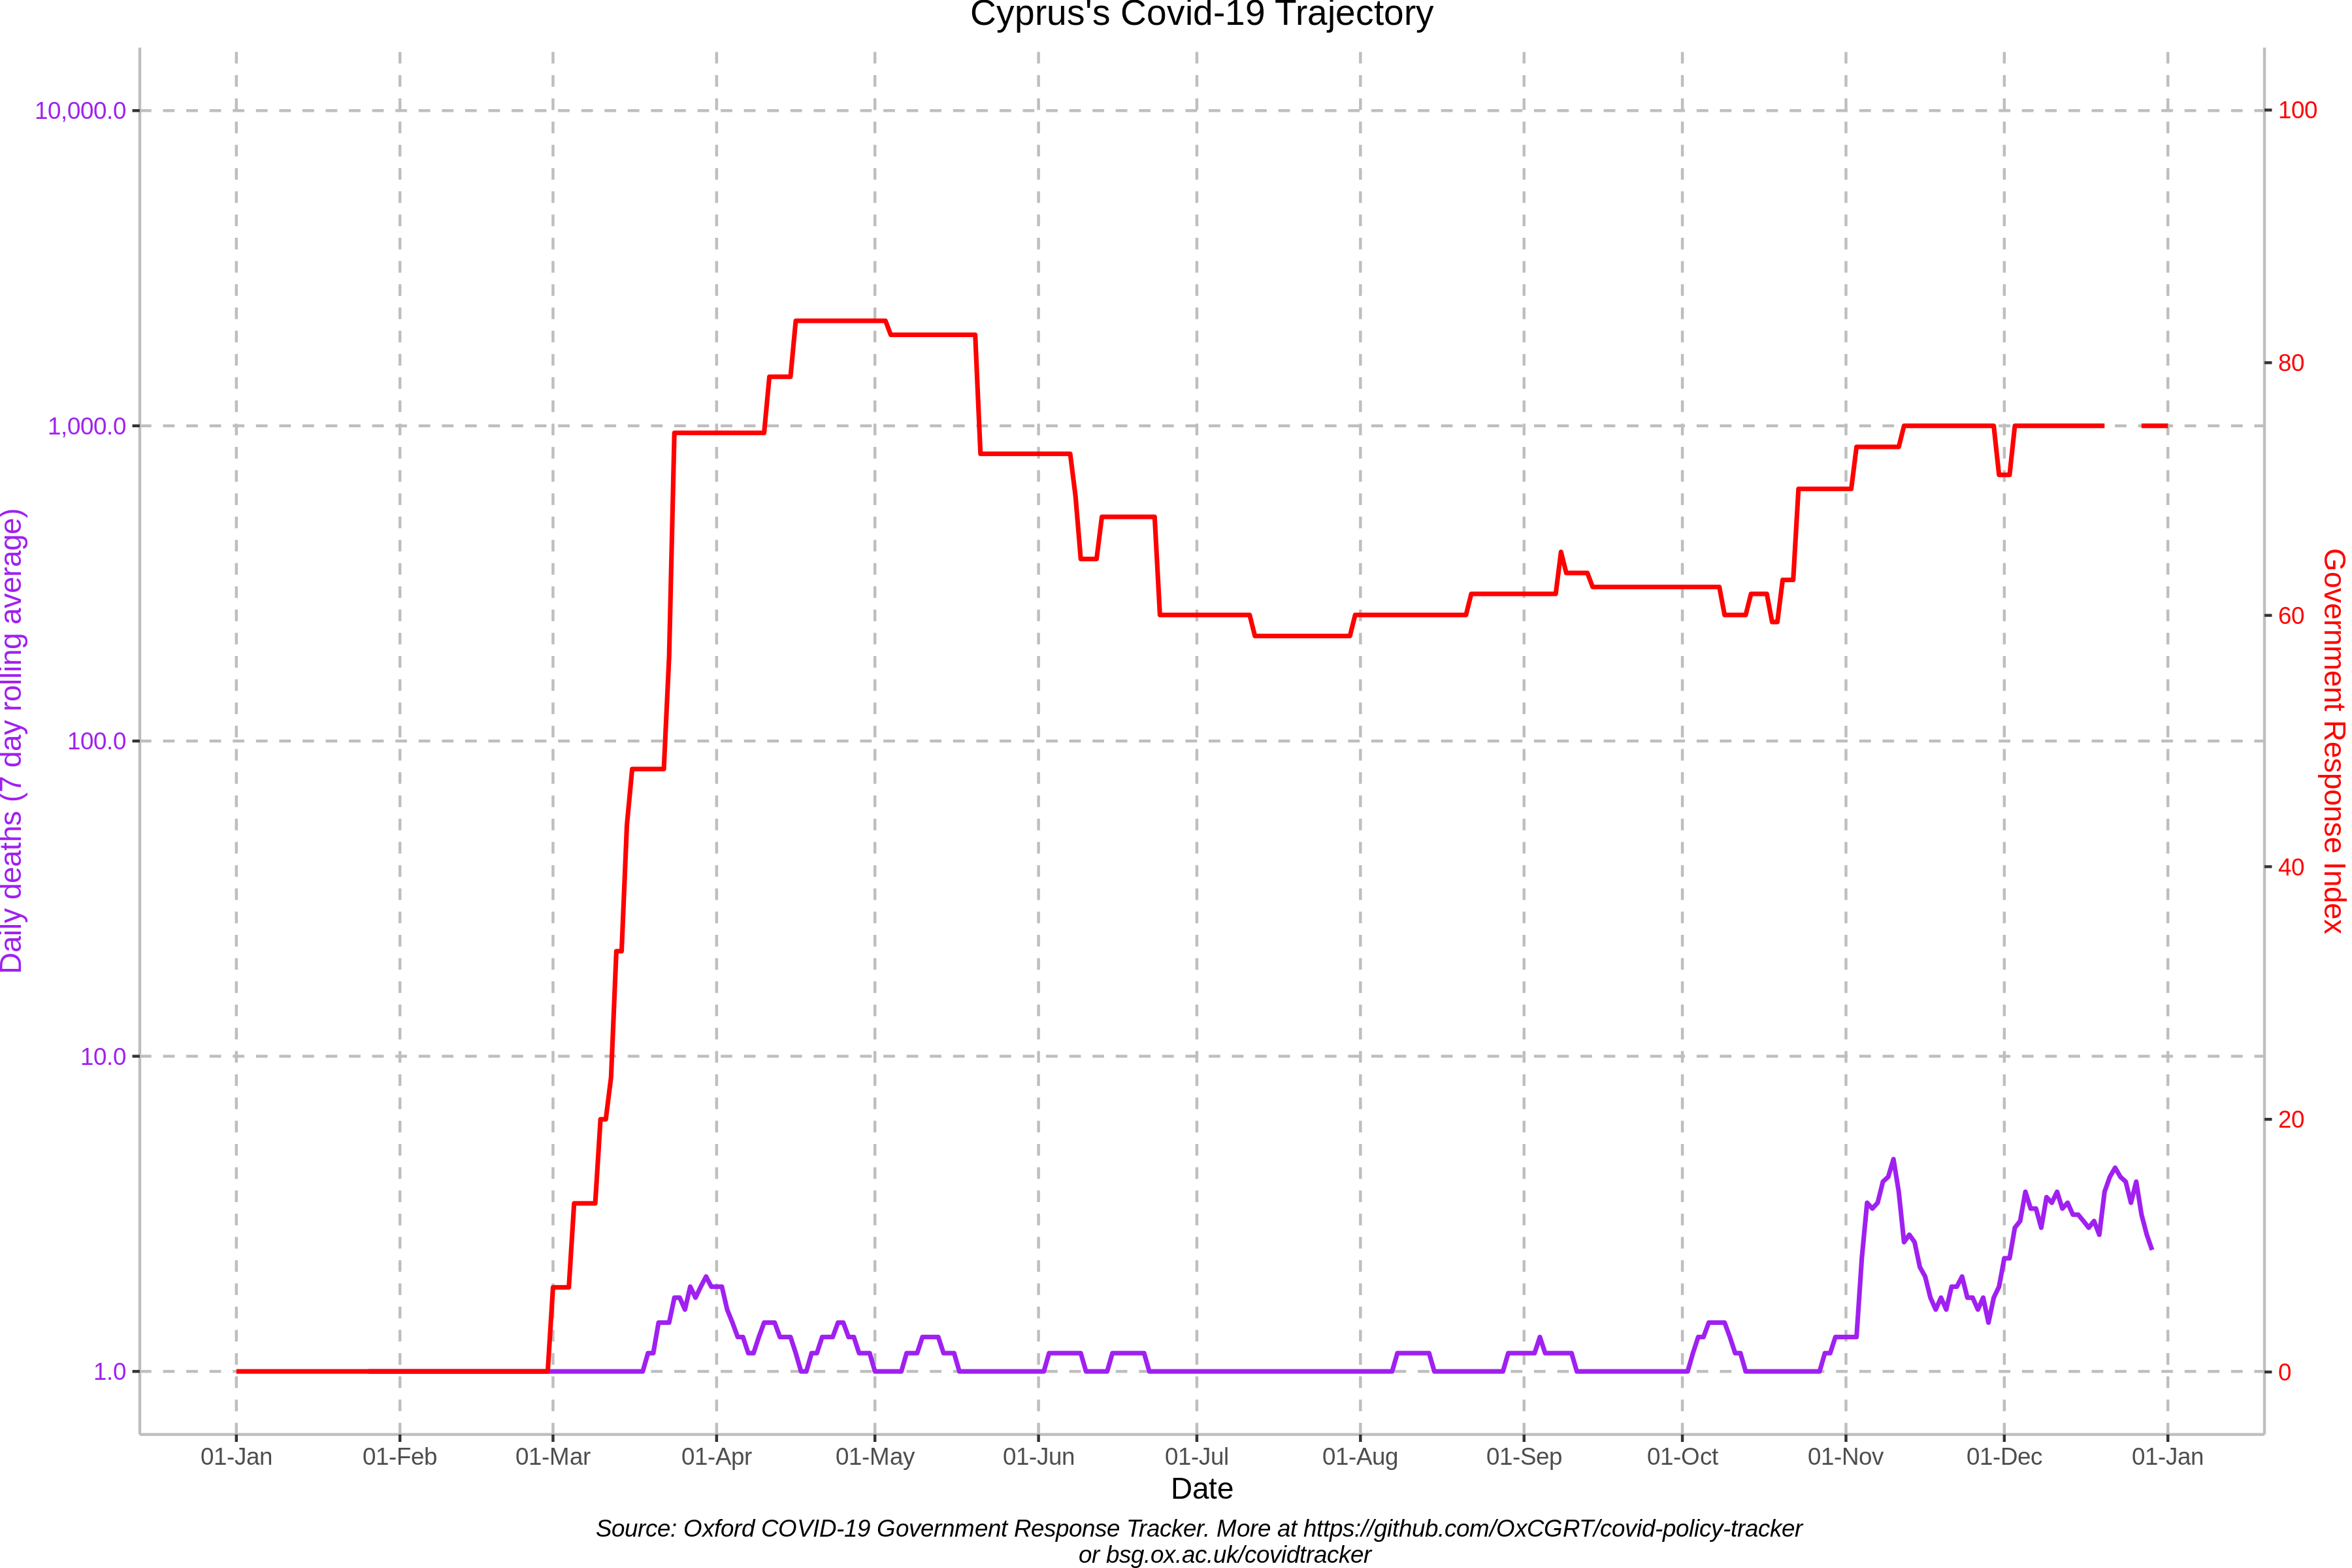 Cyprus's Covid-19 Trajectory
10,000.0
1,000.0
100.0
10.0
1.0
Daily deaths (7 day rolling average)
100
80
60
40
20
0
Government Response Index
01-Jan 01-Feb 01-Mar 01-Apr 01-May 01-Jun 01-Jul 01-Aug 01-Sep 01-Oct 01-Nov 01-Dec 01-Jan
Date
Source: Oxford COVID-19 Government Response Tracker. More at https://github.com/OxCGRT/covid-policy-tracker
or bsg.ox.ac.uk/covidtracker